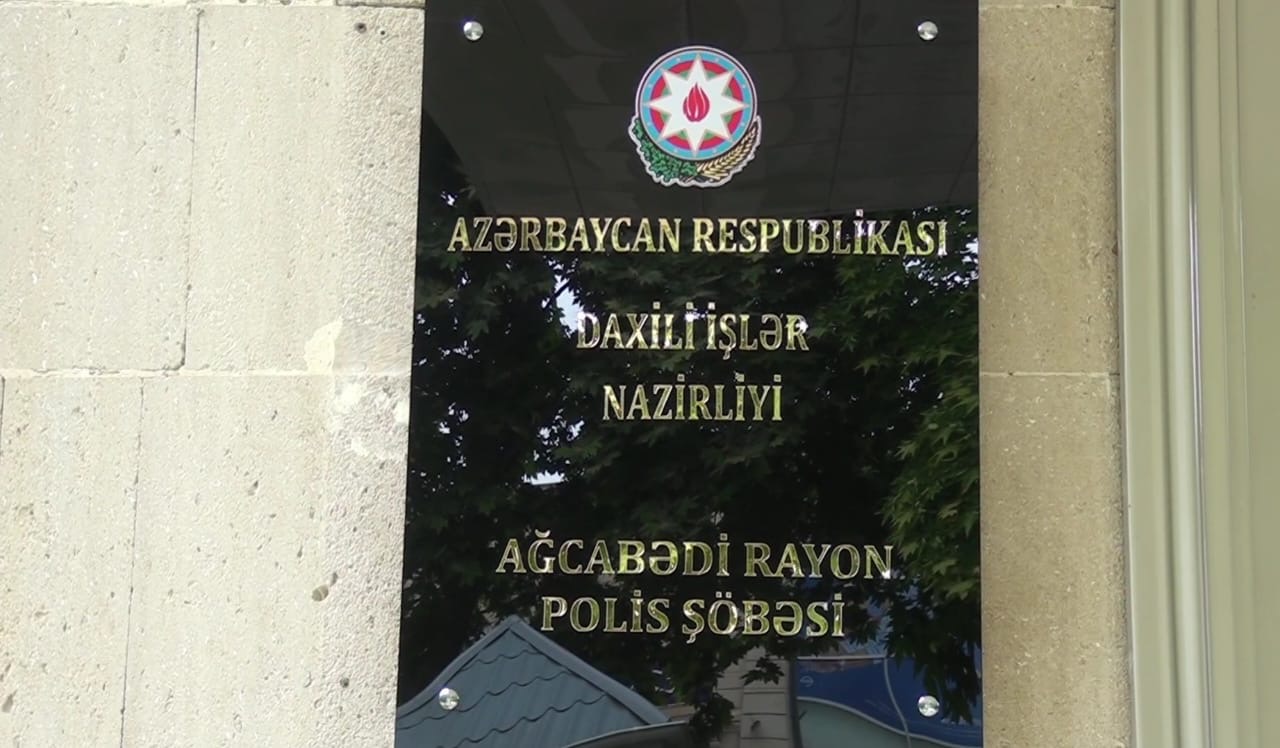 AZƏRBAYCAN RESPUBLİKASI
DAXİLİ İŞLƏR
NAZİRLİYİ
AĞCABƏDİ RAYON
POLİS ŞÖBƏSİ